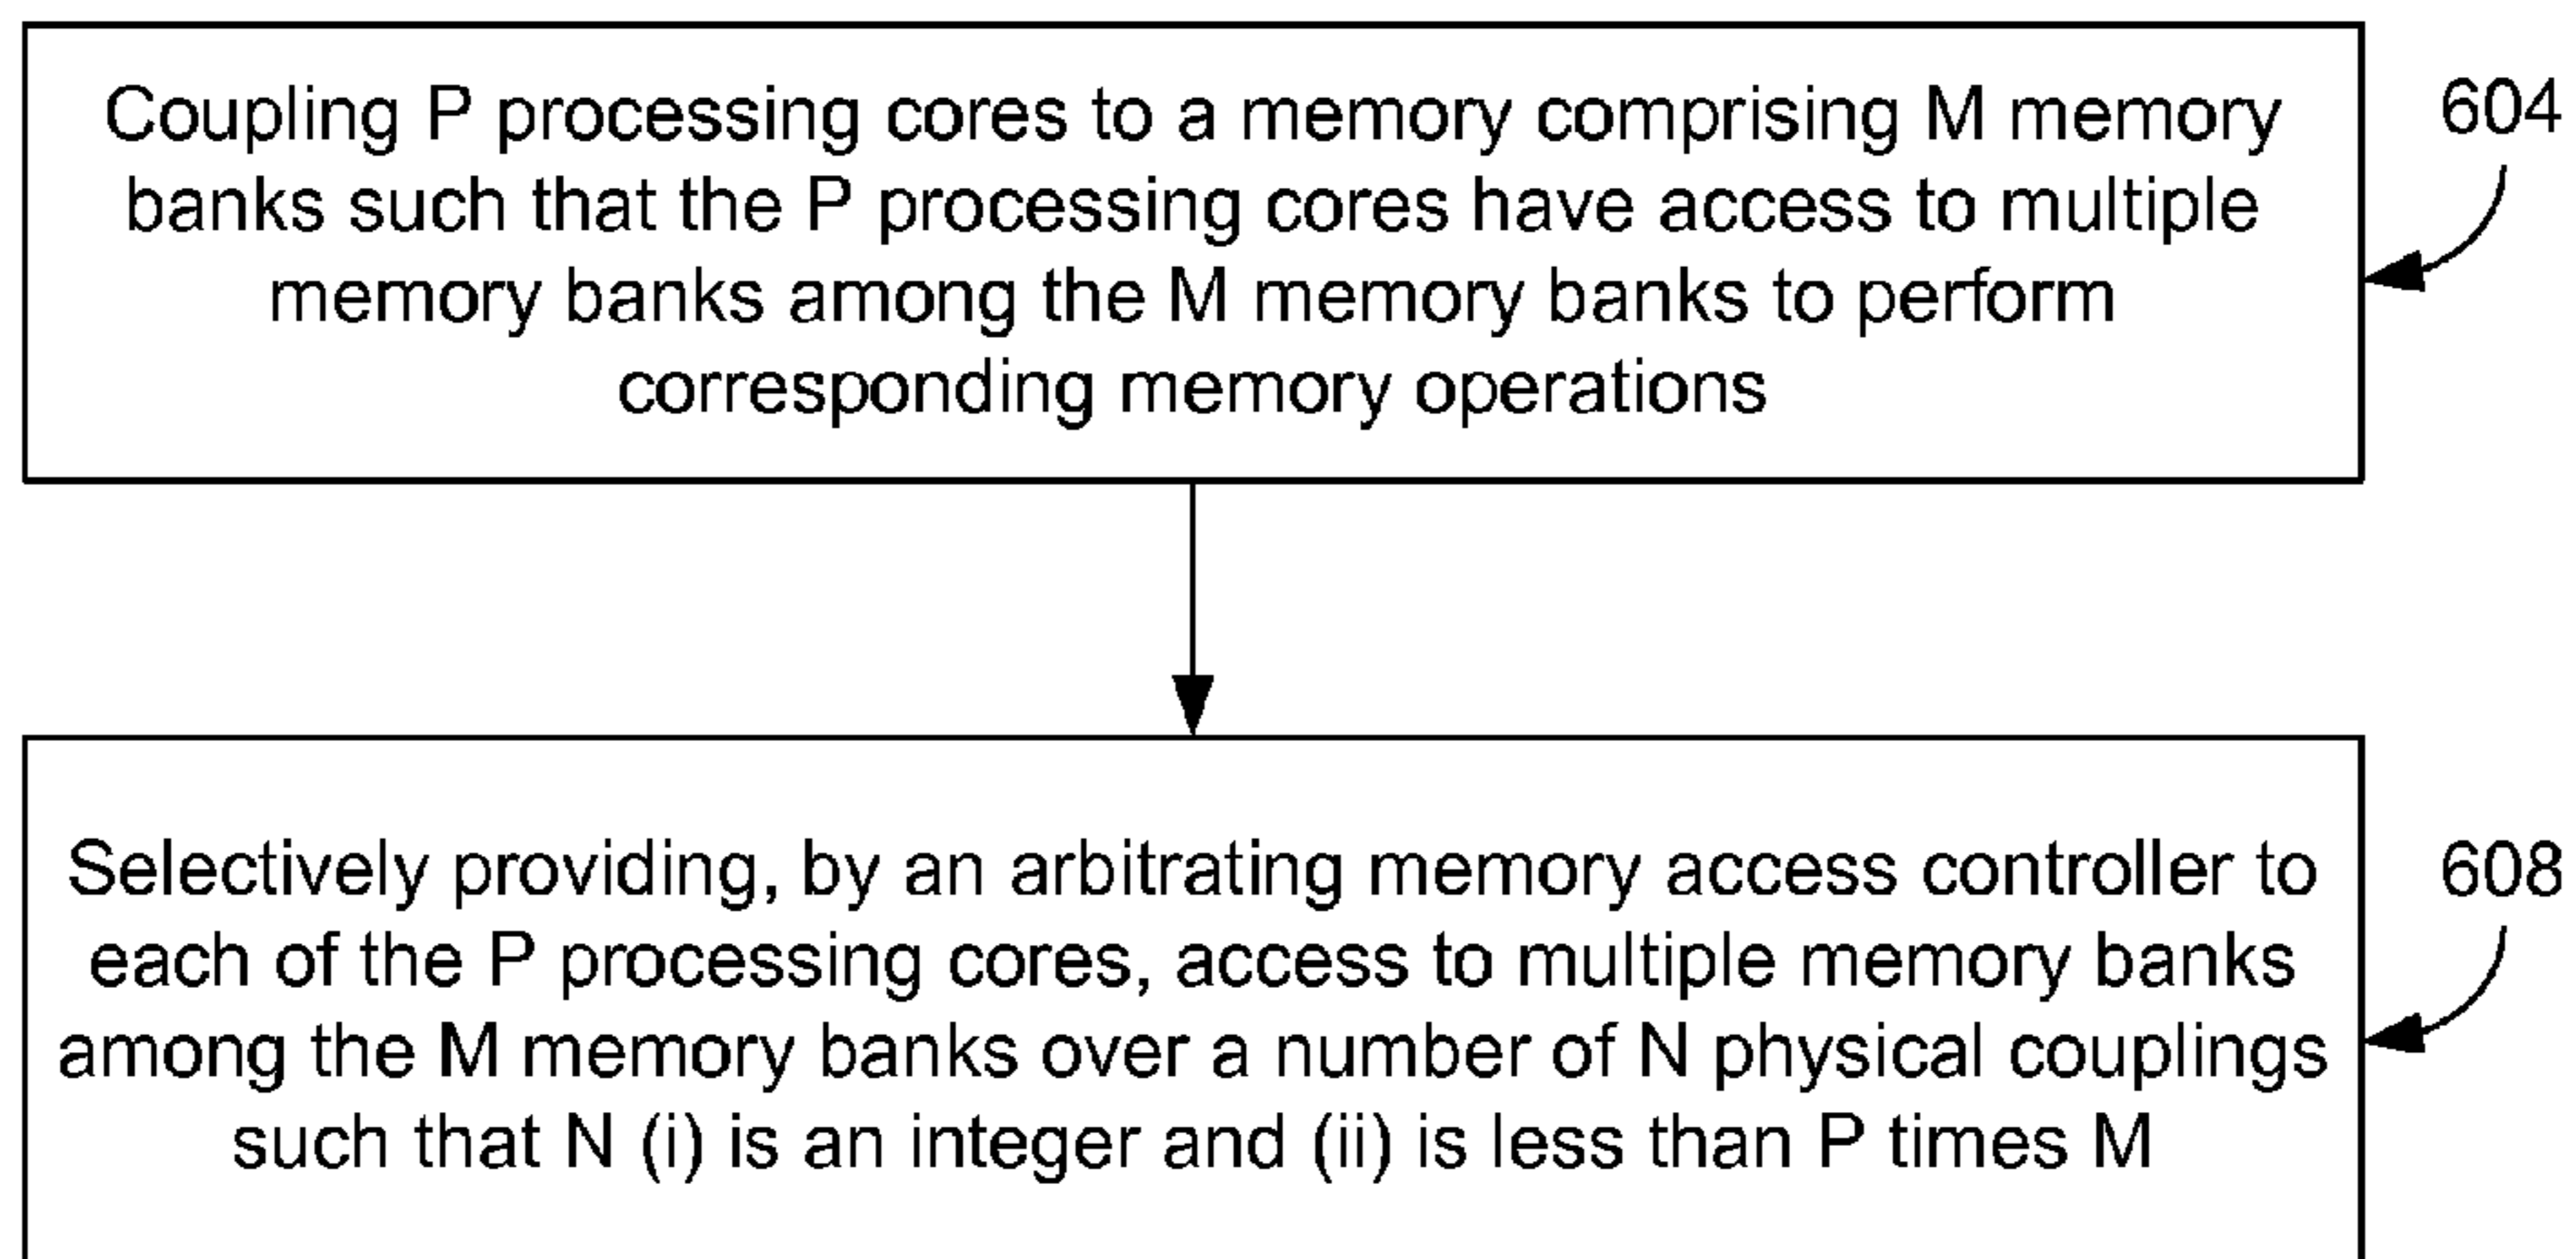 Coupling P processing cores to a memory comprising M memory
banks such that the P processing cores have access to multiple
memory banks among the M memory banks to perform
corresponding memory operations
604
Selectively providing, by an arbitrating memory access controller to
each of the P processing cores, access to multiple memory banks
among the M memory banks over a number of N physical couplings
such that N (i) is an integer and (ii) is less than P times M
608